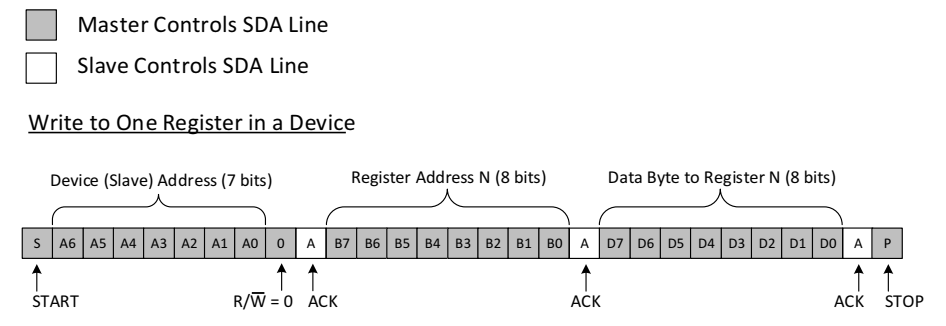 Master Controls SDA Line
Slave Controls SDA Line
Write to One Register in a Device
Device (Slave) Address (7 bits) Register Address N (8 bits) Data Byte to Register N (8 bits)
S A6 A5 A4 A3 A2 A1 A0 0 A B7 B6 B5 B4 B3 B2 B1 B0 A D7 D6 D5 D4 D3 D2 D1 D0 A P
START R/W̅ = 0 ACK ACK ACK STOP